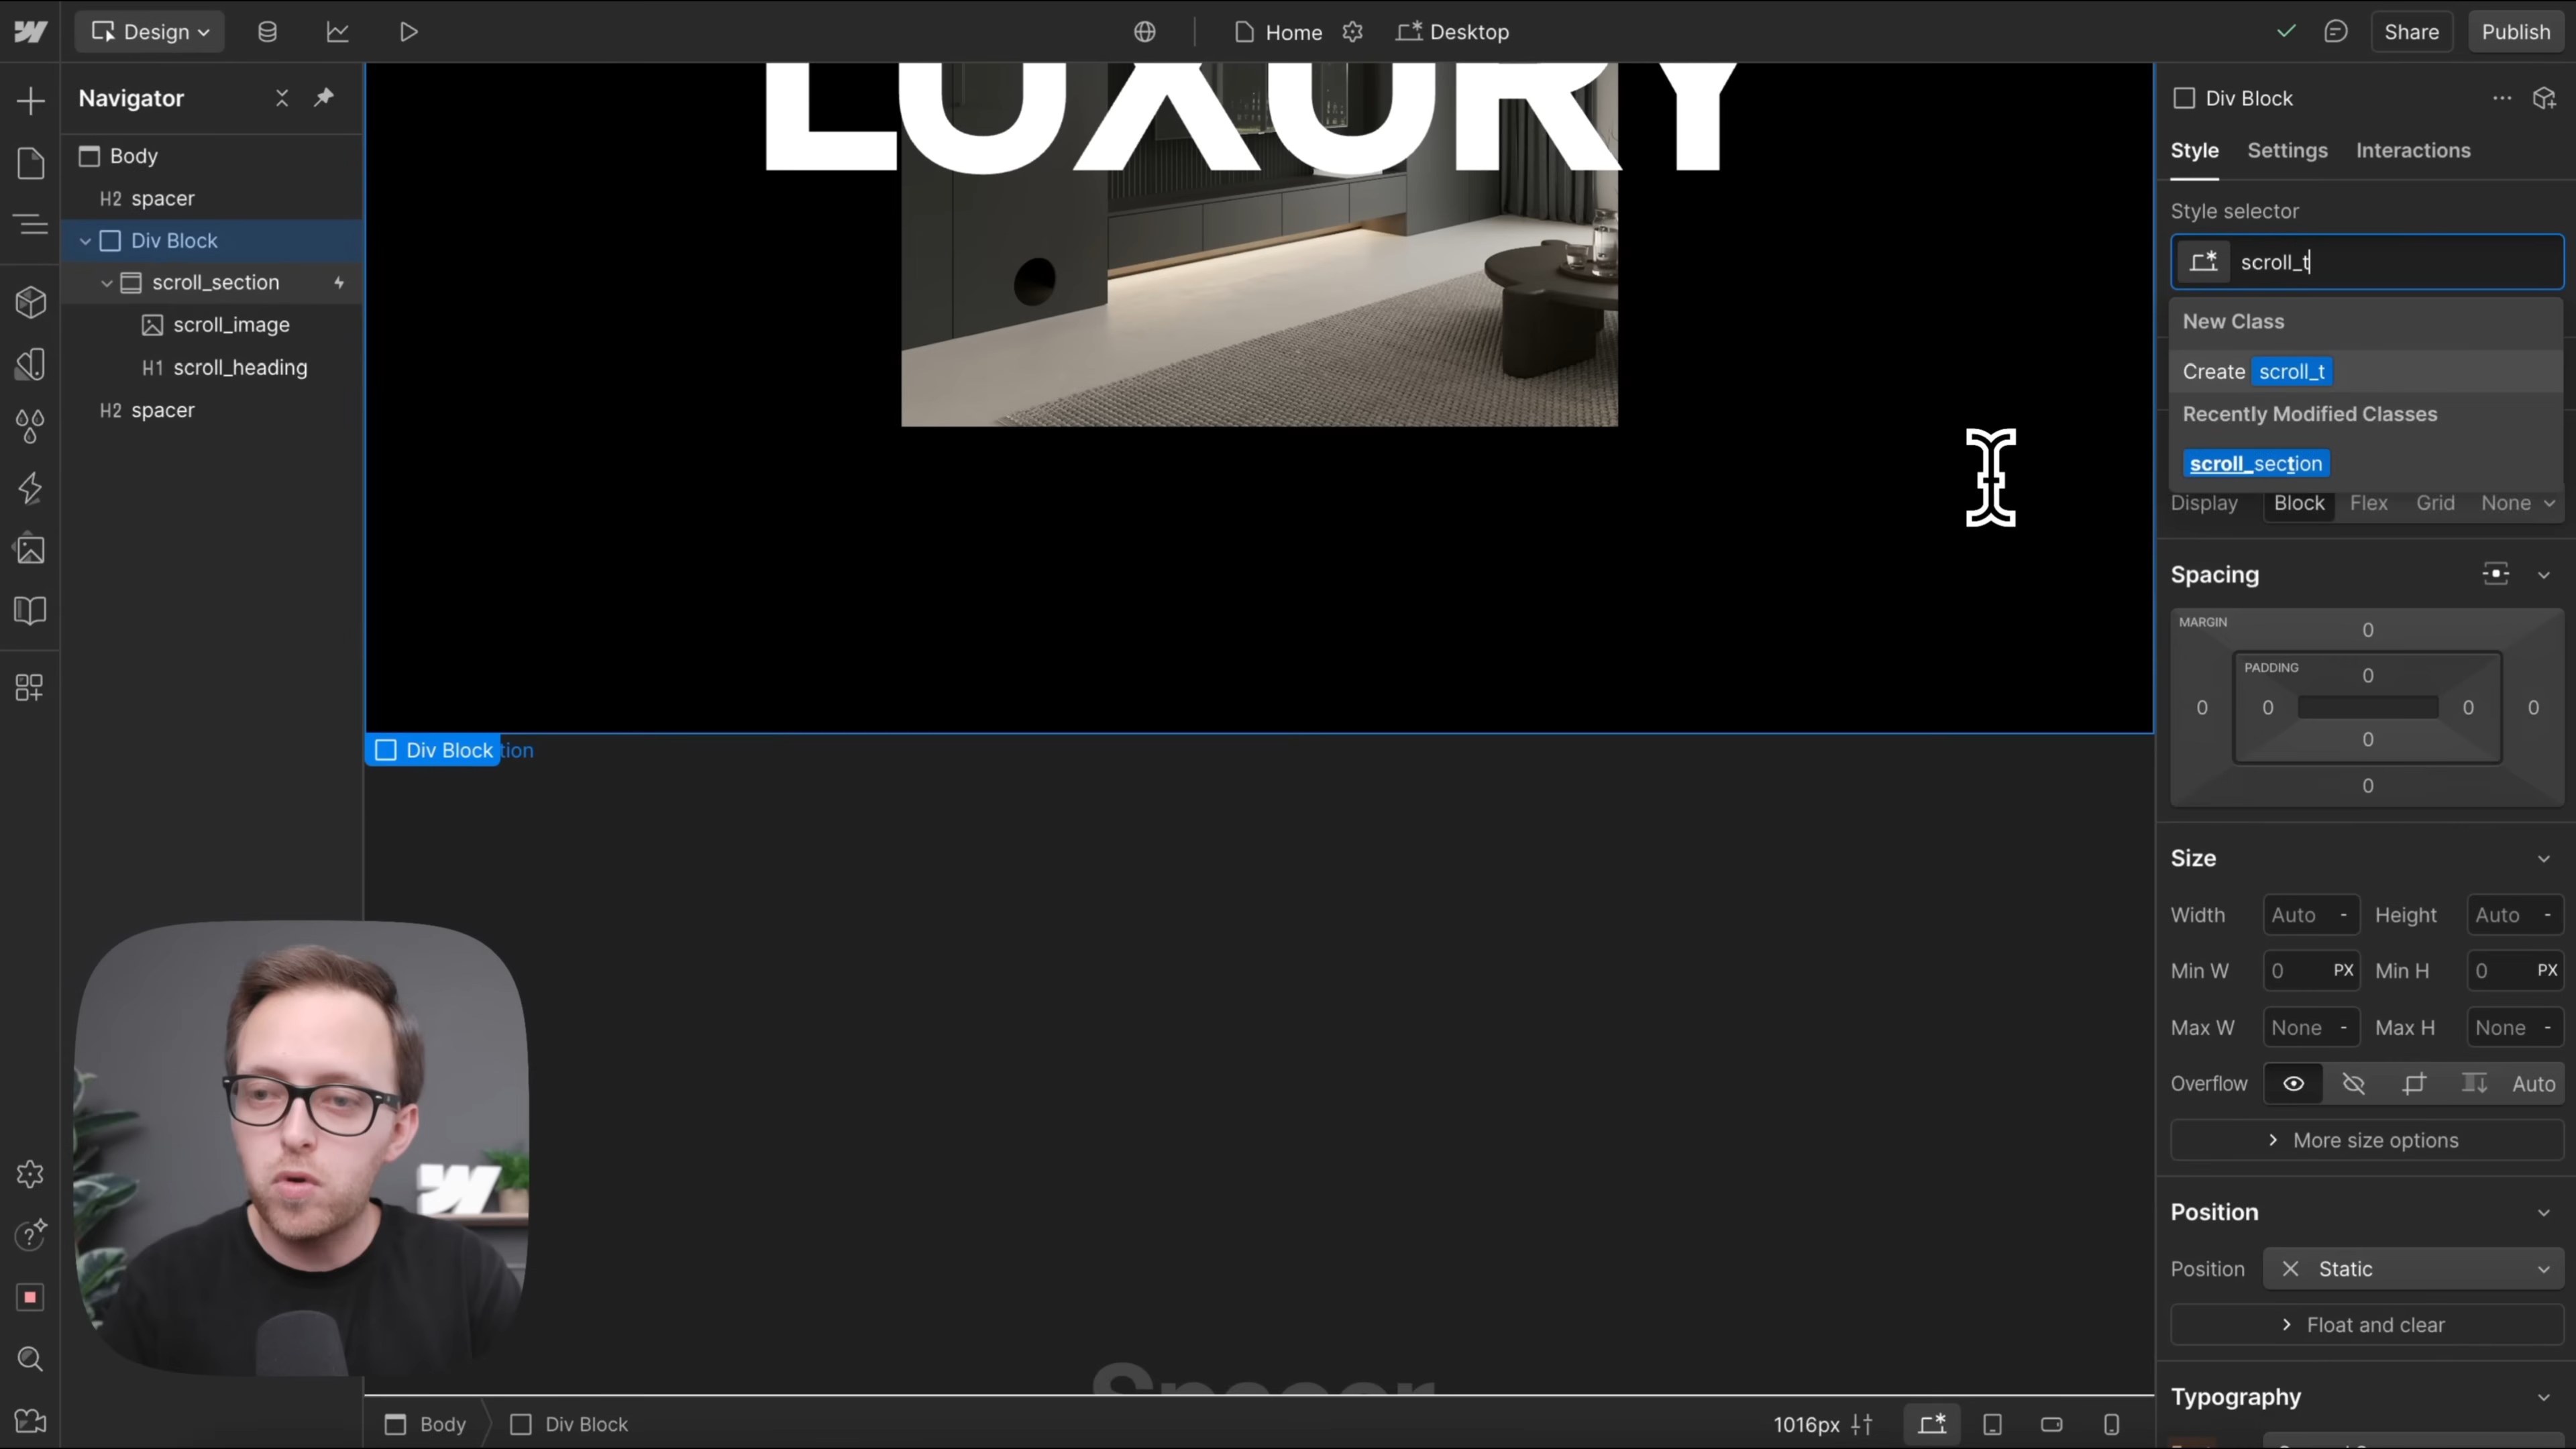 Design
Home
Desktop
Share
Publish
Navigator
Body
H2 spacer
Div Block
scroll_section
scroll_image
H1 scroll_heading
H2 spacer
LUXURY
Div Block
tion
Spacer
Body
Div Block
1016px
Div Block
Style
Settings
Interactions
Style selector
scroll_t
New Class
Create scroll_t
Recently Modified Classes
scroll_section
Display Block Flex Grid None
Spacing
MARGIN
0
PADDING
0
0 0 0 0
0
0
Size
Width Auto - Height Auto -
Min W 0 PX Min H 0 PX
Max W None - Max H None -
Overflow Auto
More size options
Position
Position Static
Float and clear
Typography